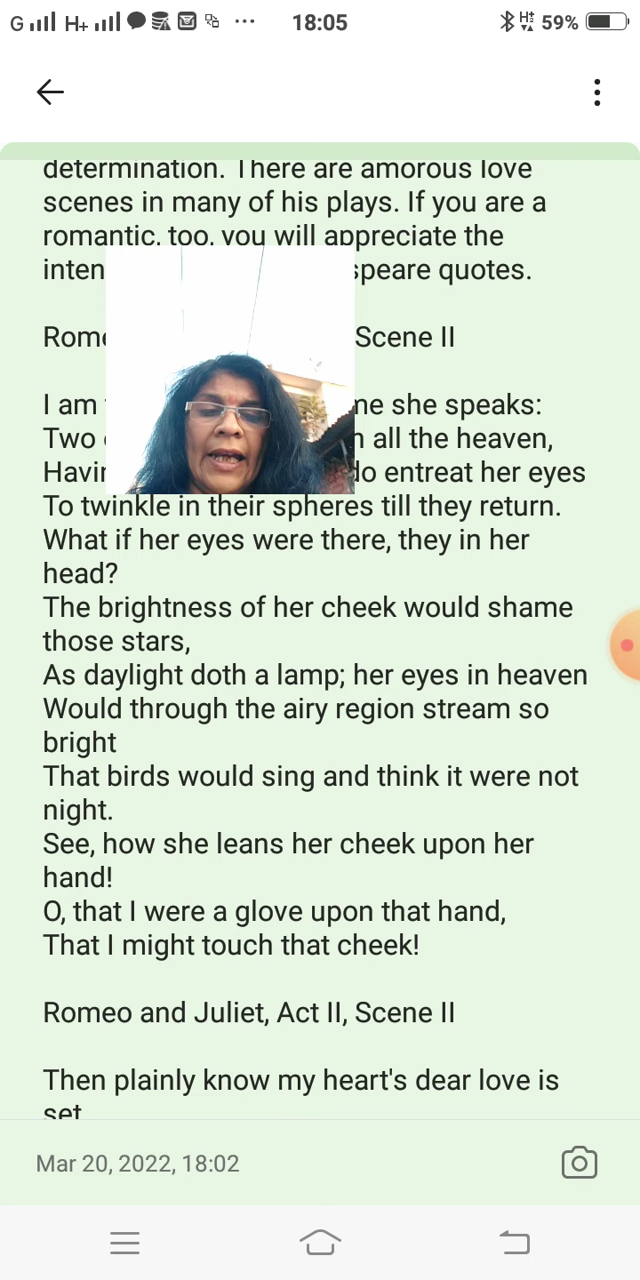 G H+ ... 18:05 59%
determination. There are amorous love
scenes in many of his plays. If you are a
romantic, too, you will appreciate the
inten speare quotes.
Rome Scene II
I am me she speaks:
Two n all the heaven,
Havin do entreat her eyes
To twinkle in their spheres till they return.
What if her eyes were there, they in her
head?
The brightness of her cheek would shame
those stars,
As daylight doth a lamp; her eyes in heaven
Would through the airy region stream so
bright
That birds would sing and think it were not
night.
See, how she leans her cheek upon her
hand!
O, that I were a glove upon that hand,
That I might touch that cheek!
Romeo and Juliet, Act II, Scene II
Then plainly know my heart's dear love is
set
Mar 20, 2022, 18:02